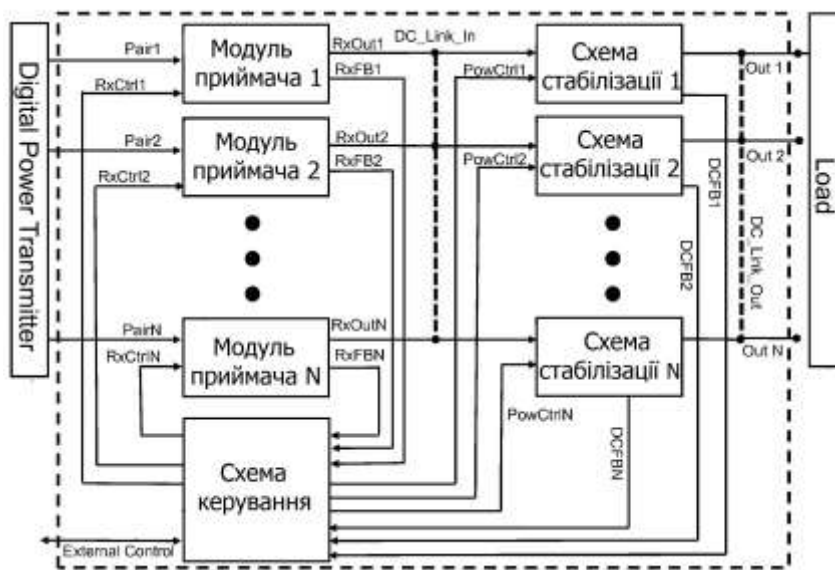 Digital Power Transmitter
Pair1
RxCtrl1
Модуль
приймача 1
RxOut1
RxFB1
DC_Link_In
PowCtrl1
Схема
стабілізації 1
Out 1
Load
Pair2
RxCtrl2
Модуль
приймача 2
RxOut2
RxFB2
PowCtrl2
Схема
стабілізації 2
Out 2
DCFB1
DCFB2
DC_Link_Out
PairN
RxCtrlN
Модуль
приймача N
RxOutN
RxFBN
PowCtrlN
Схема
стабілізації N
Out N
DCFBN
Схема
керування
External Control